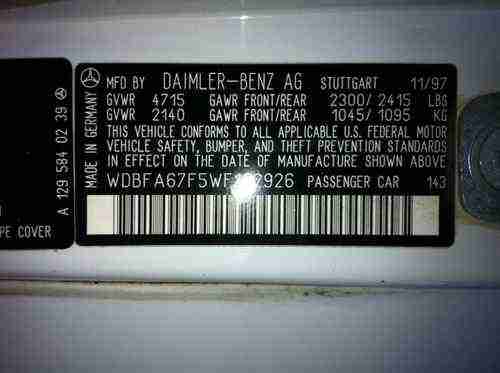 MFD BY DAIMLER-BENZ AG STUTTGART 11/97
GVWR 4715 GAWR FRONT/REAR 2300/2415 LBS
GVWR 2140 GAWR FRONT/REAR 1045/1095 KG
THIS VEHICLE CONFORMS TO ALL APPLICABLE U.S. FEDERAL MOTOR
VEHICLE SAFETY, BUMPER, AND THEFT PREVENTION STANDARDS
IN EFFECT ON THE DATE OF MANUFACTURE SHOWN ABOVE
PASSENGER CAR 143
MADE IN GERMANY
A 129 584 02 39
PE COVER